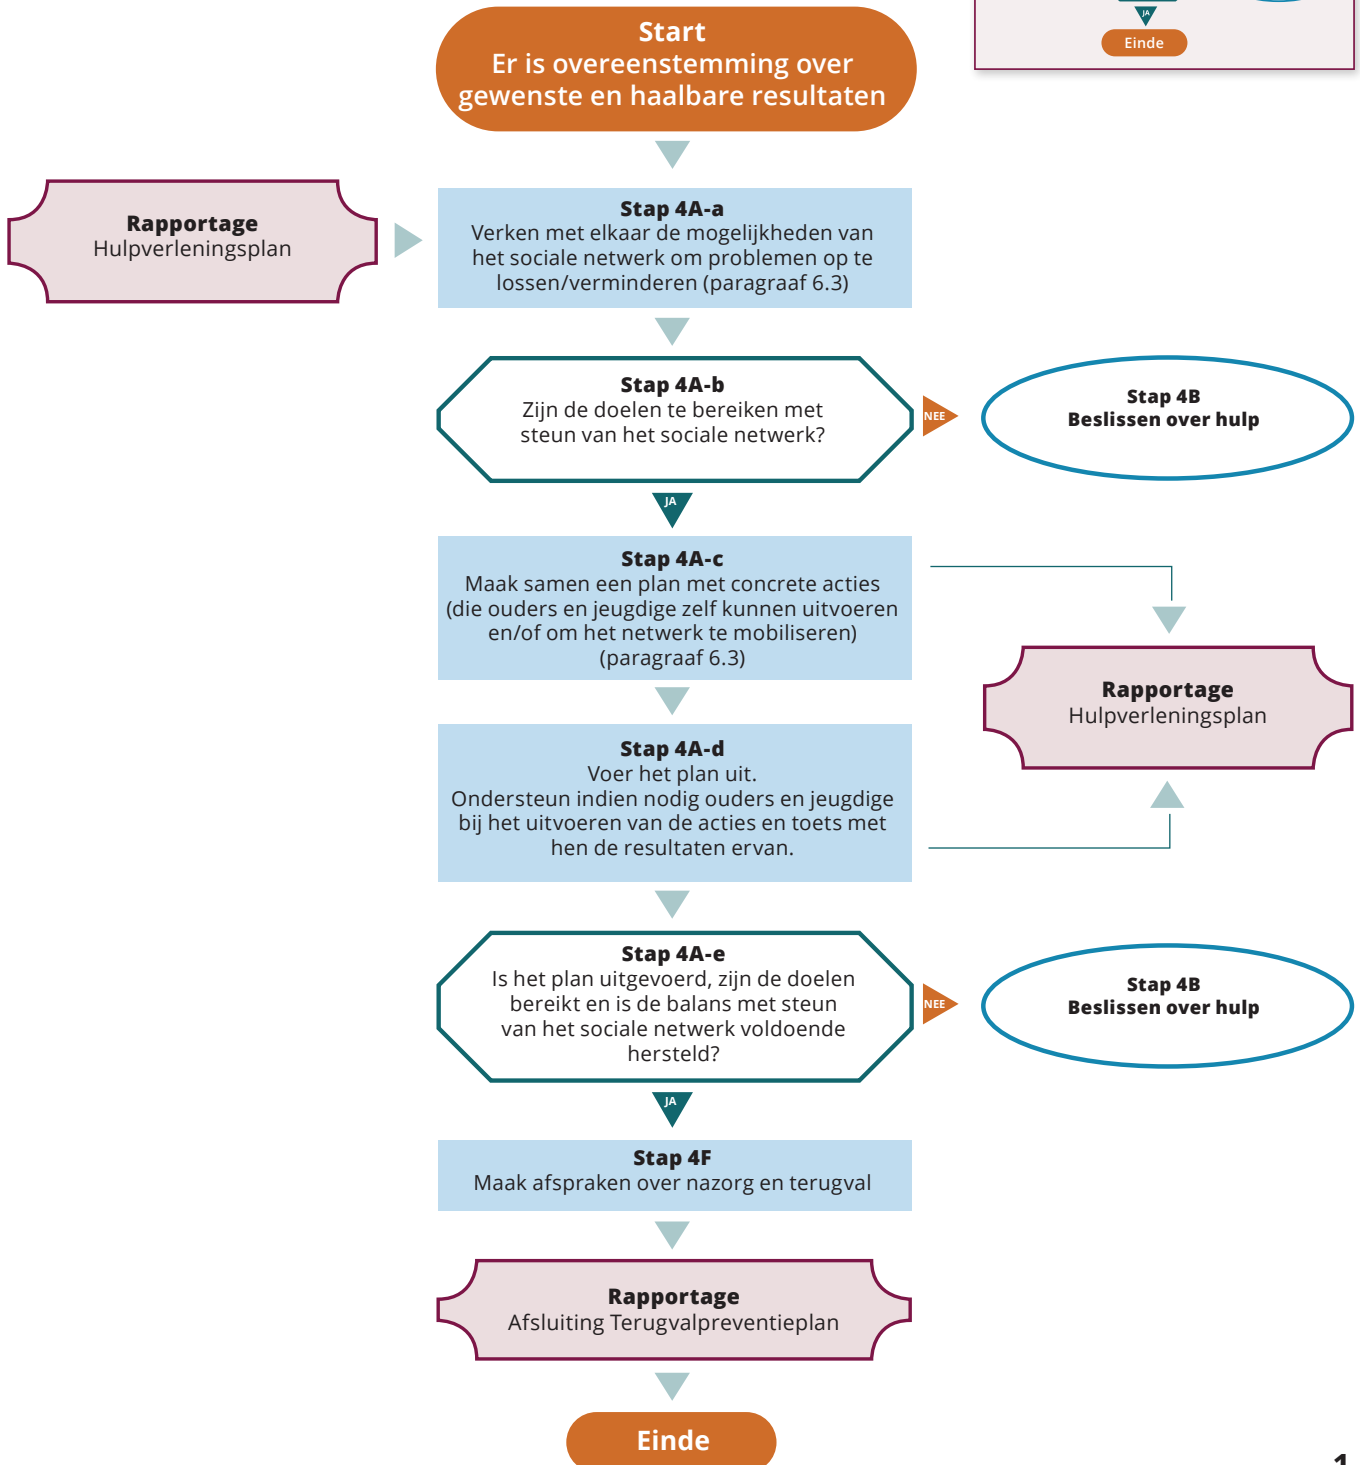 JA
Einde
Start
Er is overeenstemming over
gewenste en haalbare resultaten
Rapportage
Hulpverleningsplan
Stap 4A-a
Verken met elkaar de mogelijkheden van
het sociale netwerk om problemen op te
lossen/verminderen (paragraaf 6.3)
Stap 4A-b
Zijn de doelen te bereiken met
steun van het sociale netwerk?
NEE
Stap 4B
Beslissen over hulp
JA
Stap 4A-c
Maak samen een plan met concrete acties
(die ouders en jeugdige zelf kunnen uitvoeren
en/of om het netwerk te mobiliseren)
(paragraaf 6.3)
Rapportage
Hulpverleningsplan
Stap 4A-d
Voer het plan uit.
Ondersteun indien nodig ouders en jeugdige
bij het uitvoeren van de acties en toets met
hen de resultaten ervan.
Stap 4A-e
Is het plan uitgevoerd, zijn de doelen
bereikt en is de balans met steun
van het sociale netwerk voldoende
hersteld?
NEE
Stap 4B
Beslissen over hulp
JA
Stap 4F
Maak afspraken over nazorg en terugval
Rapportage
Afsluiting Terugvalpreventieplan
Einde